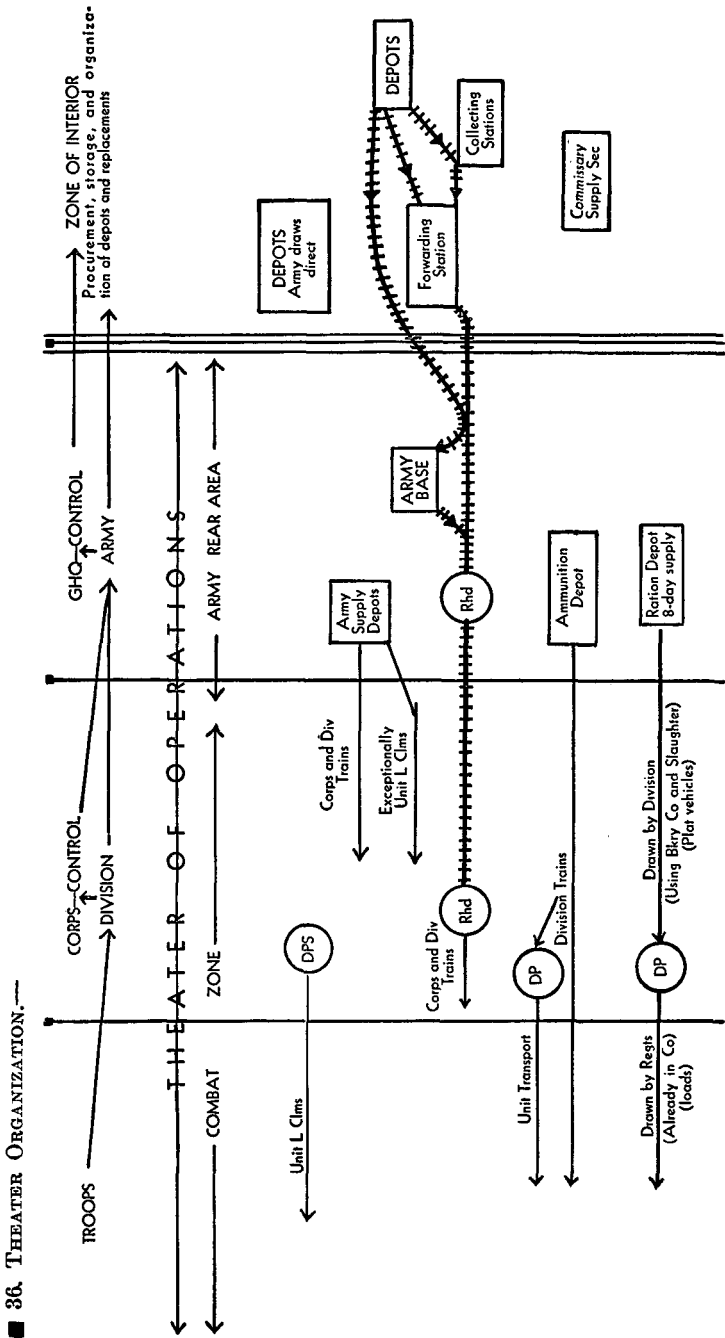 ■ 36. THEATER ORGANIZATION.—
TROOPS
CORPS—CONTROL
DIVISION
GHQ—CONTROL
ARMY
ZONE OF INTERIOR
Procurement, storage, and organiza-
tion of depots and replacements
THEATER OF OPERATIONS
COMBAT
ZONE
ARMY REAR AREA
DPS
Unit L Clms
Corps and Div
Trains
Exceptionally
Unit L Clms
Army
Supply
Depots
DEPOTS
Army draws
direct
DEPOTS
Collecting
Stations
Forwarding
Station
ARMY
BASE
Rhd
Rhd
Corps and Div
Trains
Commissary
Supply Sec
Unit Transport
DP
Division Trains
Ammunition
Depot
Drawn by Regts
(Already in Co)
(loads)
DP
Drawn by Division
(Using Bkry Co and Slaughter)
(Plat vehicles)
Ration Depot
8-day supply